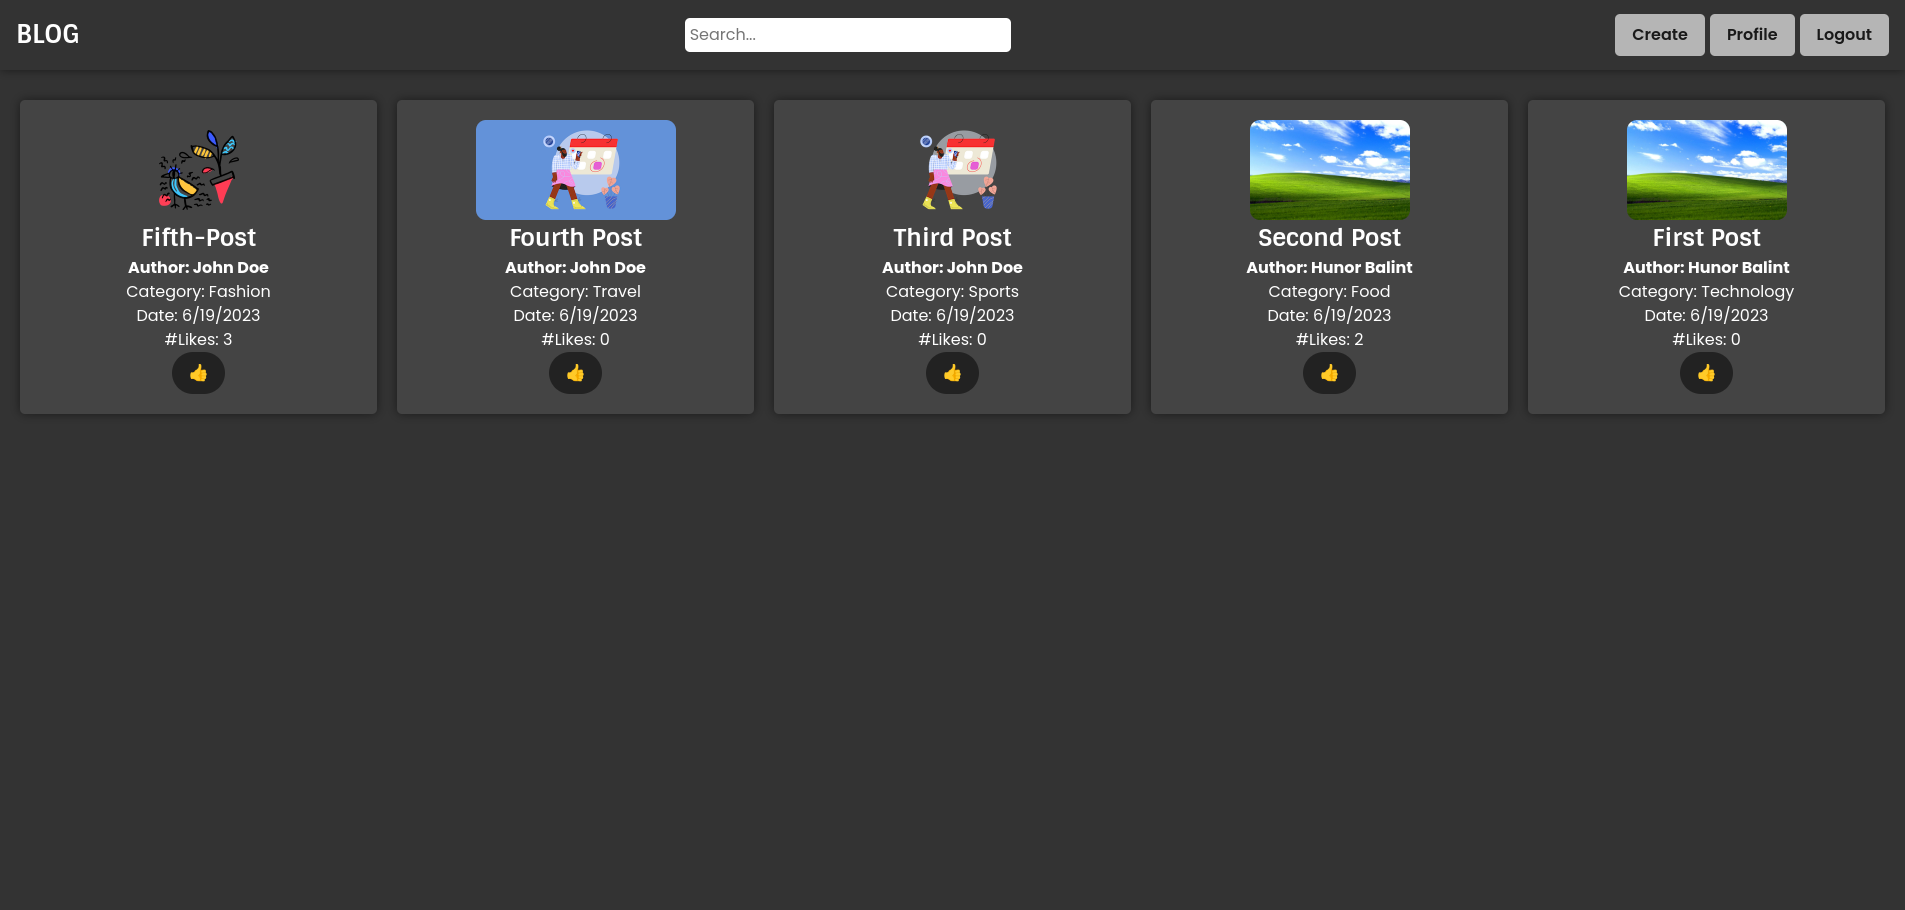 BLOG
Search...
Create
Profile
Logout
Fifth-Post
Author: John Doe
Category: Fashion
Date: 6/19/2023
#Likes: 3
👍
Fourth Post
Author: John Doe
Category: Travel
Date: 6/19/2023
#Likes: 0
👍
Third Post
Author: John Doe
Category: Sports
Date: 6/19/2023
#Likes: 0
👍
Second Post
Author: Hunor Balint
Category: Food
Date: 6/19/2023
#Likes: 2
👍
First Post
Author: Hunor Balint
Category: Technology
Date: 6/19/2023
#Likes: 0
👍